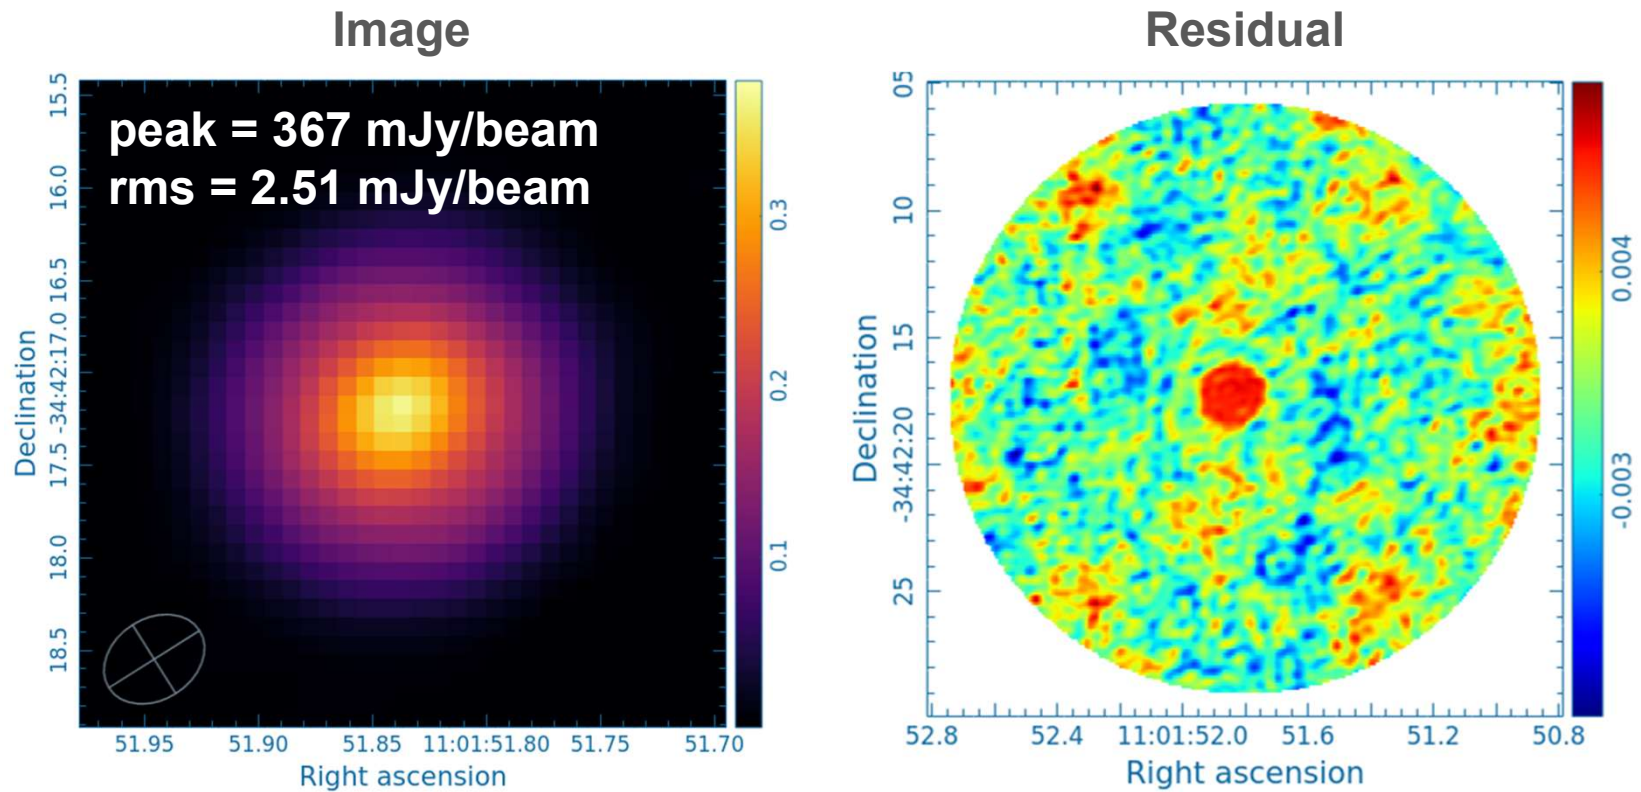 Image
peak = 367 mJy/beam
rms = 2.51 mJy/beam
Declination
15.5
16.0
16.5
-34:42:17.0
17.5
18.0
18.5
0.3
0.2
0.1
51.95 51.90 51.85 11:01:51.80 51.75 51.70
Right ascension
Residual
Declination
05
10
15
-34:42:20
25
0.004
-0.003
52.8 52.4 11:01:52.0 51.6 51.2 50.8
Right ascension